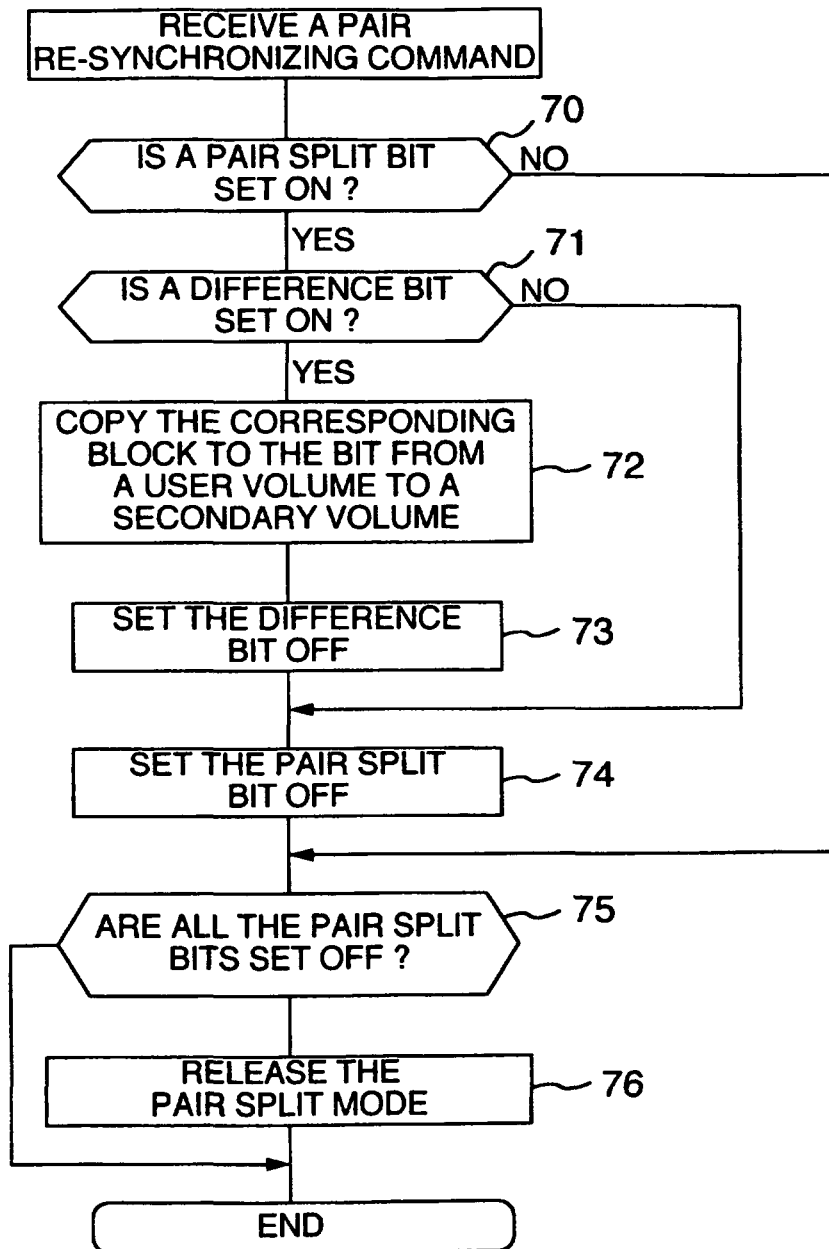 RECEIVE A PAIR
RE-SYNCHRONIZING COMMAND
70
IS A PAIR SPLIT BIT
SET ON ?
NO
YES
71
IS A DIFFERENCE BIT
SET ON ?
NO
YES
COPY THE CORRESPONDING
BLOCK TO THE BIT FROM
A USER VOLUME TO A
SECONDARY VOLUME
72
SET THE DIFFERENCE
BIT OFF
73
SET THE PAIR SPLIT
BIT OFF
74
ARE ALL THE PAIR SPLIT
BITS SET OFF ?
75
RELEASE THE
PAIR SPLIT MODE
76
END